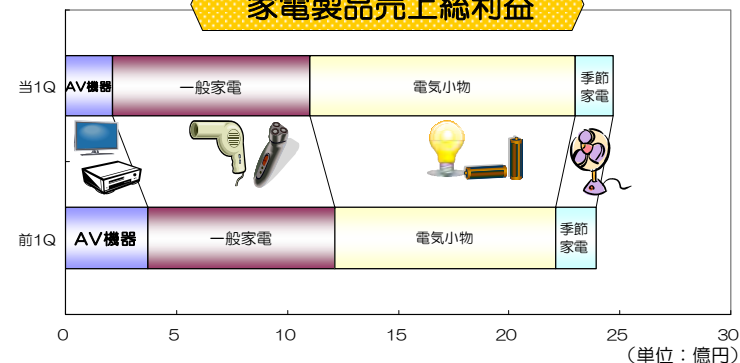 家電製品売上総利益
当1Q
AV機器
一般家電
電気小物
季節
家電
前1Q
AV機器
一般家電
電気小物
季節
家電
0 5 10 15 20 25 30
(単位：億円)